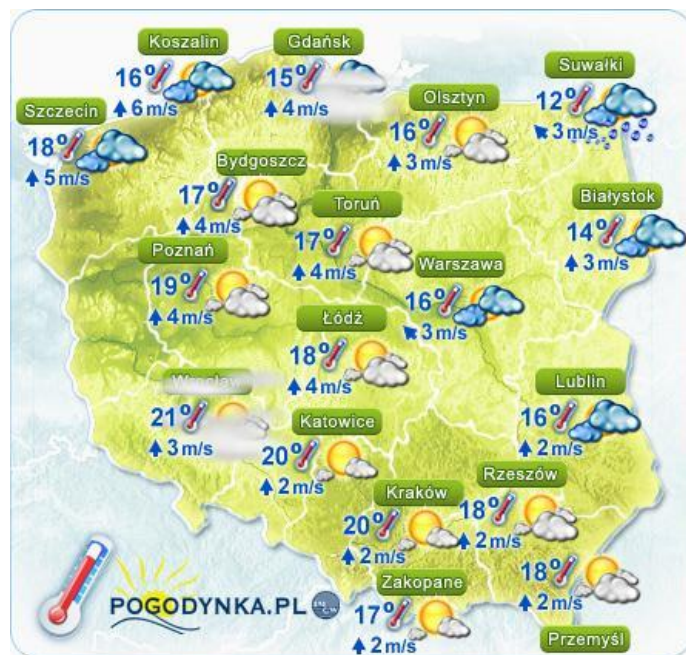 Koszalin
16°
6 m/s
Gdańsk
15°
4 m/s
Suwałki
12°
3 m/s
Szczecin
18°
5 m/s
Olsztyn
16°
3 m/s
Bydgoszcz
17°
4 m/s
Toruń
17°
4 m/s
Białystok
14°
3 m/s
Poznań
19°
4 m/s
Warszawa
16°
3 m/s
Łódź
18°
4 m/s
21°
3 m/s
Katowice
20°
2 m/s
Lublin
16°
2 m/s
Kraków
20°
2 m/s
Rzeszów
18°
2 m/s
Zakopane
17°
2 m/s
18°
2 m/s
Przemyśl
POGODYNKA.PL